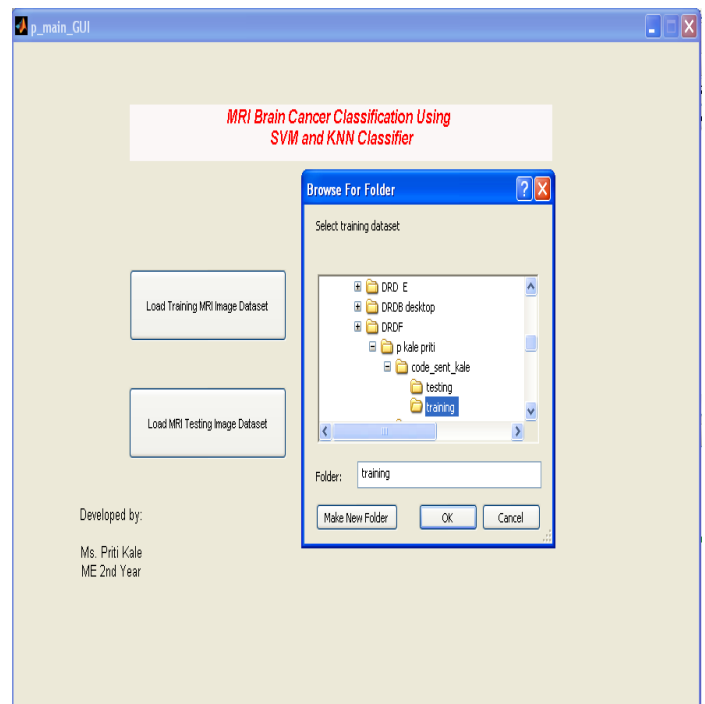 p_main_GUI
MRI Brain Cancer Classification Using
SVM and KNN Classifier
Browse For Folder
Select training dataset
DRD E
DRDB desktop
DRDF
p kale priti
code_sent_kale
testing
training
Folder: training
Make New Folder OK Cancel
Load Training MRI Image Dataset
Load MRI Testing Image Dataset
Developed by:
Ms. Priti Kale
ME 2nd Year